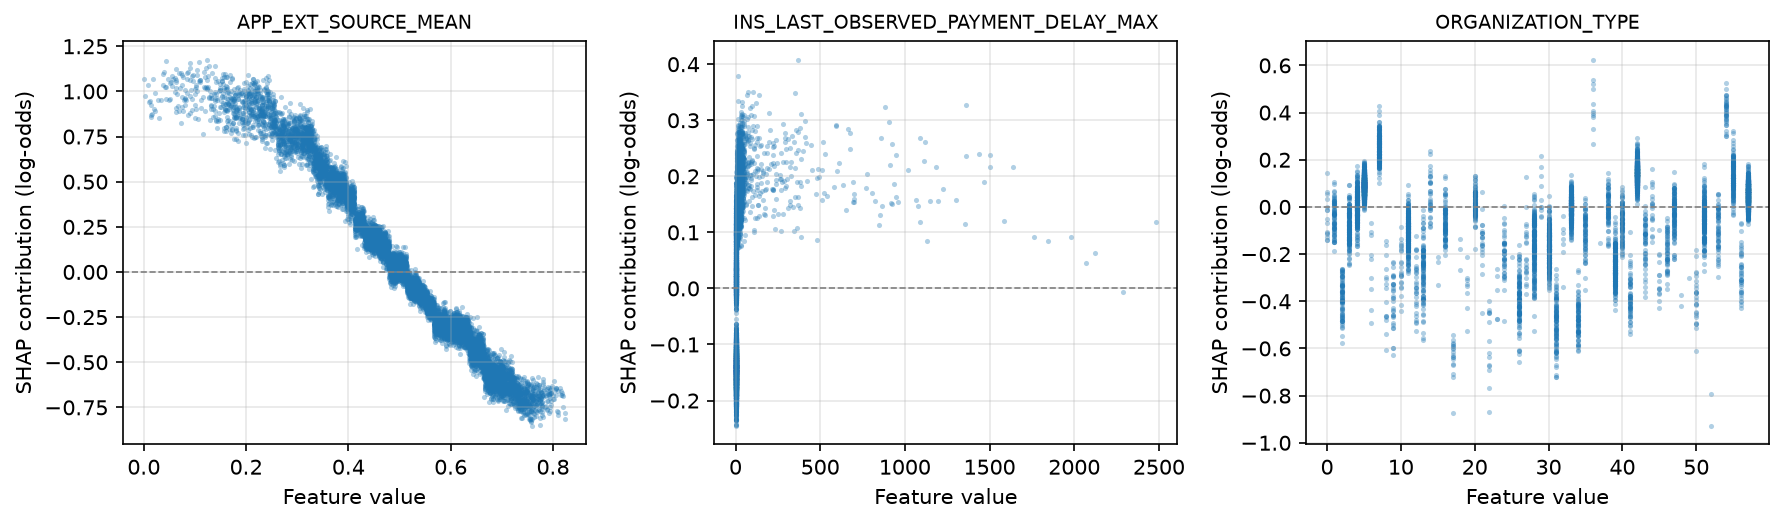 APP_EXT_SOURCE_MEAN
SHAP contribution (log-odds)
1.25
1.00
0.75
0.50
0.25
0.00
−0.25
−0.50
−0.75
0.0 0.2 0.4 0.6 0.8
Feature value
INS_LAST_OBSERVED_PAYMENT_DELAY_MAX
SHAP contribution (log-odds)
0.4
0.3
0.2
0.1
0.0
−0.1
−0.2
0 500 1000 1500 2000 2500
Feature value
ORGANIZATION_TYPE
SHAP contribution (log-odds)
0.6
0.4
0.2
0.0
−0.2
−0.4
−0.6
−0.8
−1.0
0 10 20 30 40 50
Feature value